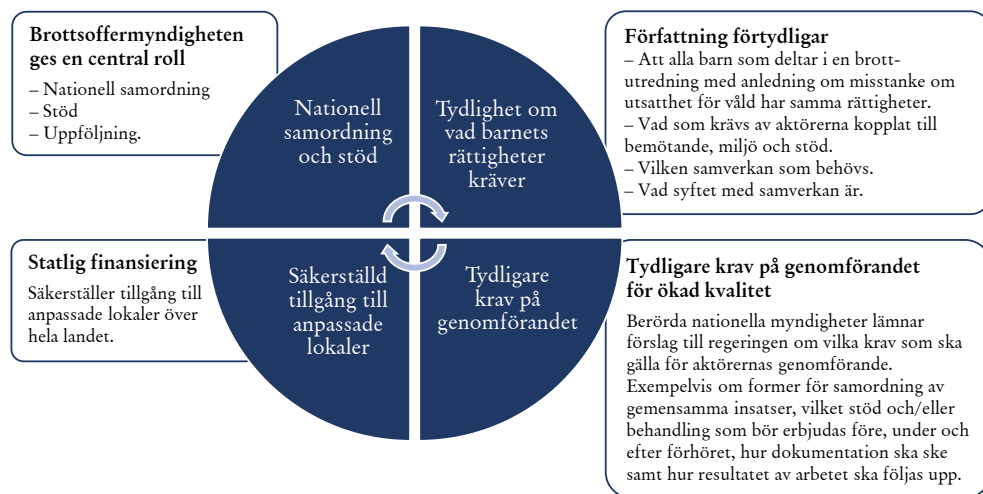 Brottsoffermyndigheten
ges en central roll
– Nationell samordning
– Stöd
– Uppföljning.
Nationell
samordning
och stöd
Tydlighet om
vad barnets
rättigheter
kräver
Författning förtydligar
– Att alla barn som deltar i en brott-
utredning med anledning om misstanke om
utsatthet för våld har samma rättigheter.
– Vad som krävs av aktörerna kopplat till
bemötande, miljö och stöd.
– Vilken samverkan som behövs.
– Vad syftet med samverkan är.
Statlig finansiering
Säkerställer tillgång till
anpassade lokaler över
hela landet.
Säkerställd
tillgång till
anpassade
lokaler
Tydligare
krav på
genomförandet
Tydligare krav på genomförandet
för ökad kvalitet
Berörda nationella myndigheter lämnar
förslag till regeringen om vilka krav som ska
gälla för aktörernas genomförande.
Exempelvis om former för samordning av
gemensamma insatser, vilket stöd och/eller
behandling som bör erbjudas före, under och
efter förhöret, hur dokumentation ska ske
samt hur resultatet av arbetet ska följas upp.